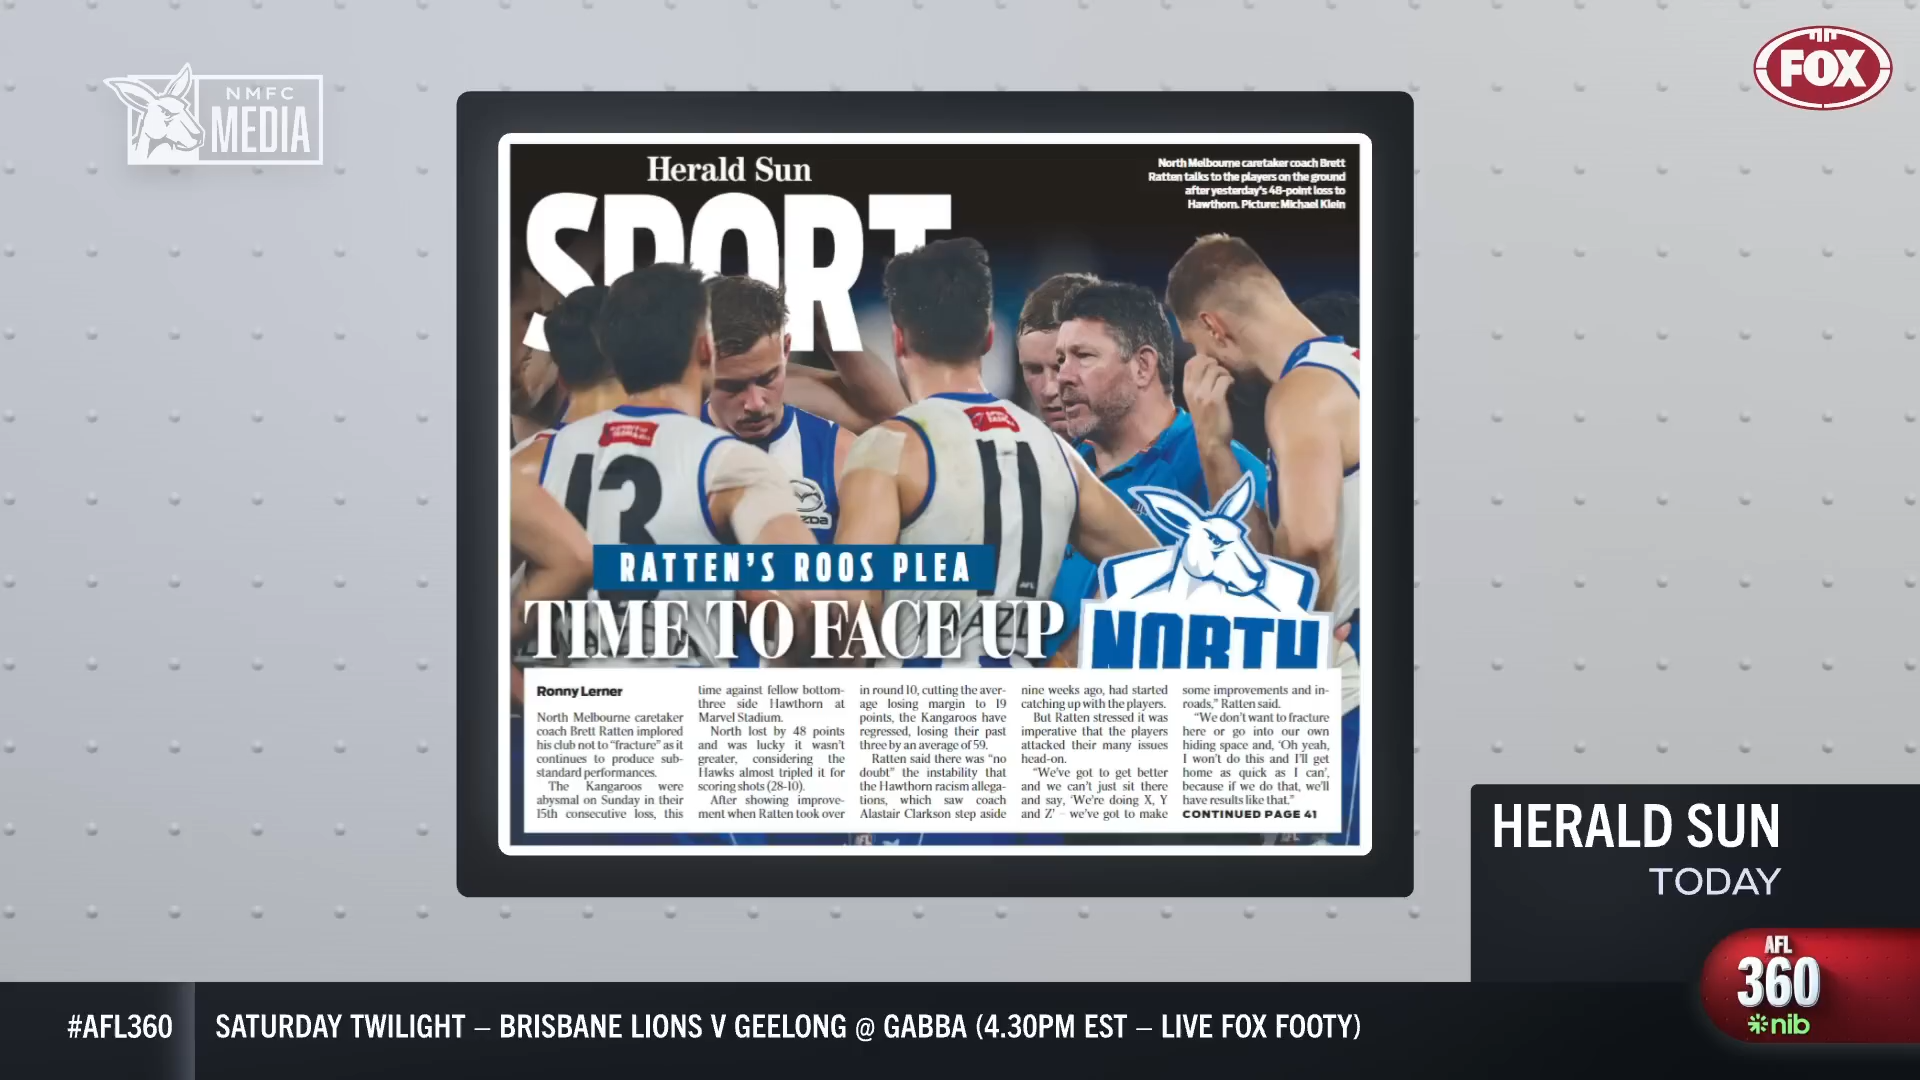 NMFC
MEDIA
FOX
Herald Sun
SPORT
North Melbourne caretaker coach Brett
Ratten talks to the players on the ground
after yesterday's 48-point loss to
Hawthorn. Picture: Michael Klein
13
11
RATTEN'S ROOS PLEA
TIME TO FACE UP
NORTH
Ronny Lerner
North Melbourne caretaker
coach Brett Ratten implored
his club not to “fracture” as it
continues to produce sub-
standard performances.
The Kangaroos were
abysmal on Sunday in their
15th consecutive loss, this
time against fellow bottom-
three side Hawthorn at
Marvel Stadium.
North lost by 48 points
and was lucky it wasn't
greater, considering the
Hawks almost tripled it for
scoring shots (28-10).
After showing improve-
ment when Ratten took over
in round 10, cutting the aver-
age losing margin to 19
points, the Kangaroos have
regressed, losing their past
three by an average of 59.
Ratten said there was “no
doubt” the instability that
the Hawthorn racism allega-
tions, which saw coach
Alastair Clarkson step aside
nine weeks ago, had started
catching up with the players.
But Ratten stressed it was
imperative that the players
attacked their many issues
head-on.
“We've got to get better
and we can't just sit there
and say, ‘We're doing X, Y
and Z’ – we've got to make
some improvements and in-
roads,” Ratten said.
“We don't want to fracture
here or go into our own
hiding space and, ‘Oh yeah,
I won't do this and I'll get
home as quick as I can’,
because if we do that, we'll
have results like that.”
CONTINUED PAGE 41
HERALD SUN
TODAY
AFL
360
nib
#AFL360
SATURDAY TWILIGHT – BRISBANE LIONS V GEELONG @ GABBA (4.30PM EST – LIVE FOX FOOTY)